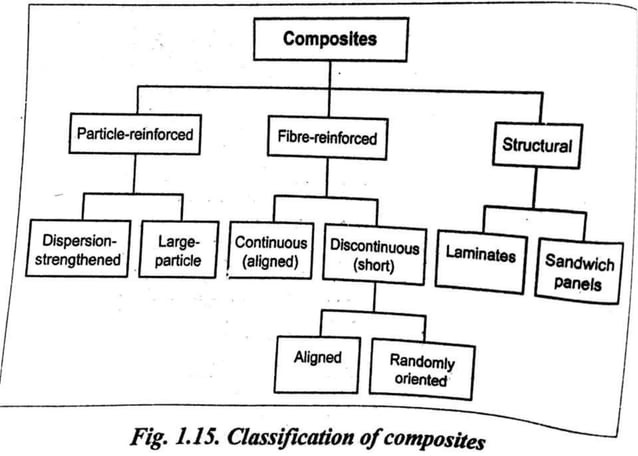 Composites
Particle-reinforced
Fibre-reinforced
Structural
Dispersion-
strengthened
Large-
particle
Continuous
(aligned)
Discontinuous
(short)
Laminates
Sandwich
panels
Aligned
Randomly
oriented
Fig. 1.15. Classification of composites